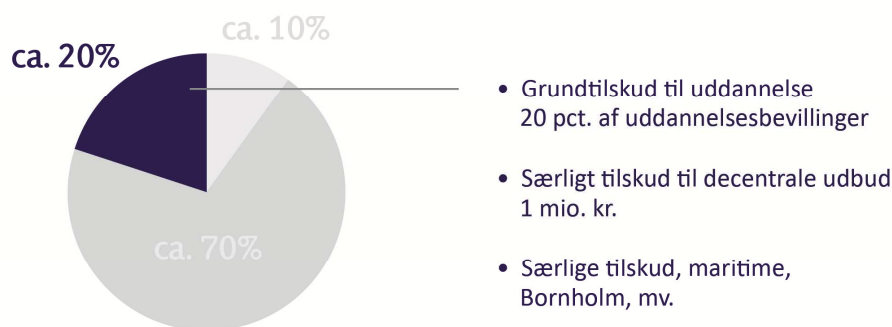 ca. 10%
ca. 20%
ca. 70%
• Grundtilskud til uddannelse
20 pct. af uddannelsesbevillinger
• Særligt tilskud til decentrale udbud
1 mio. kr.
• Særlige tilskud, maritime,
Bornholm, mv.